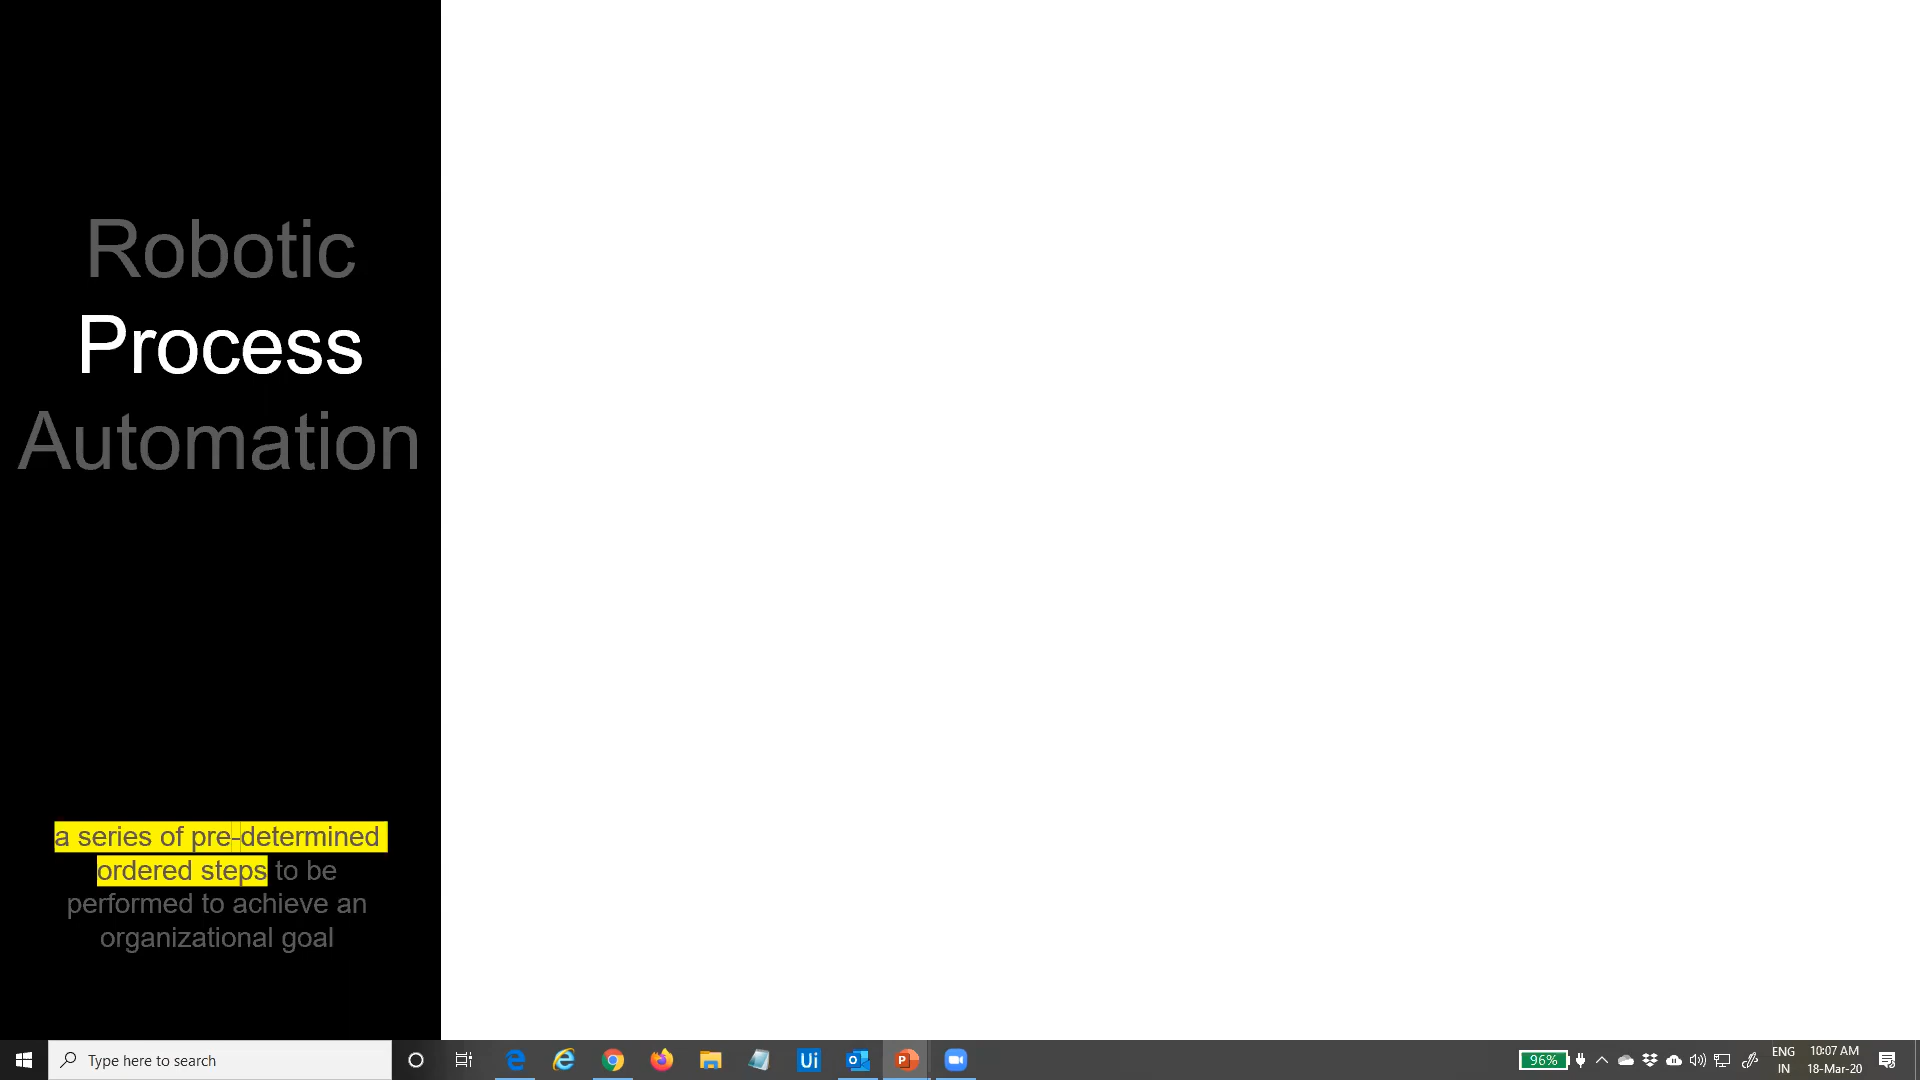 Robotic
Process
Automation
a series of pre-determined
ordered steps to be
performed to achieve an
organizational goal
Type here to search
Ui
96%
ENG
IN
10:07 AM
18-Mar-20